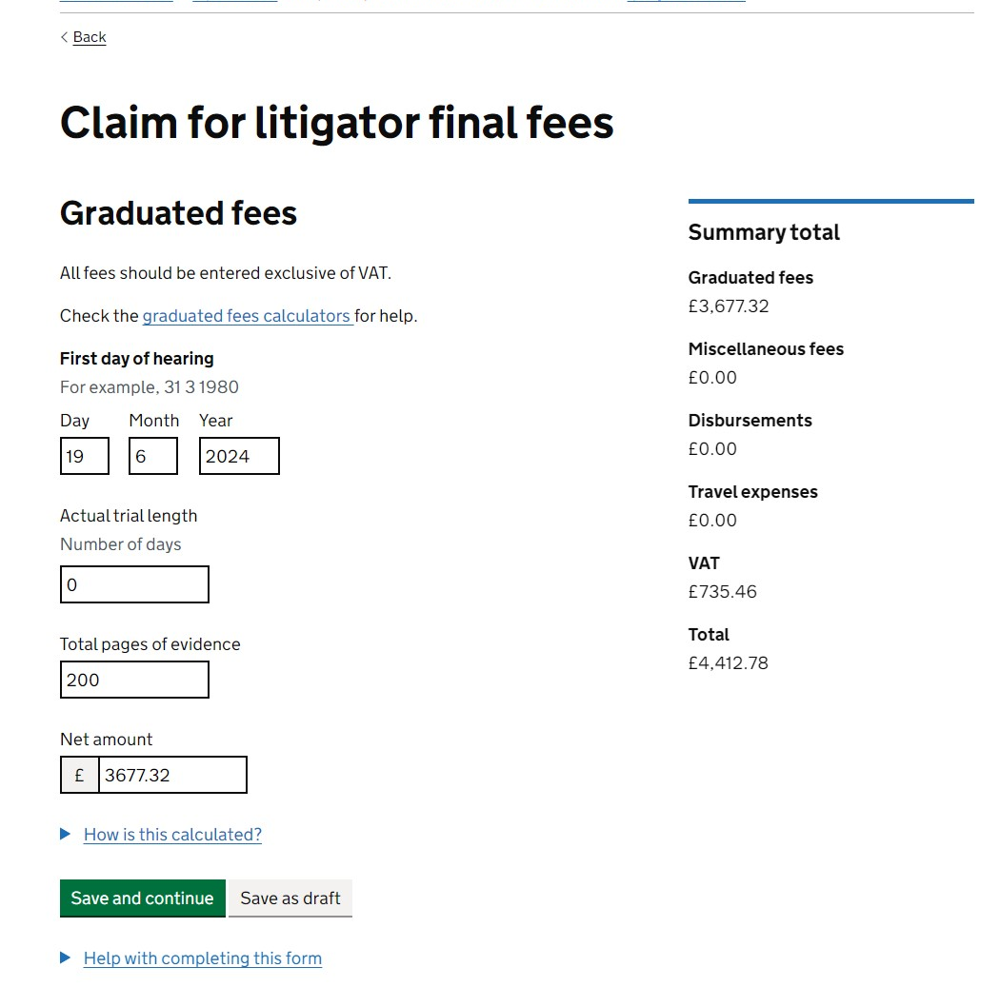 Back
Claim for litigator final fees
Graduated fees
All fees should be entered exclusive of VAT.
Check the graduated fees calculators for help.
First day of hearing
For example, 31 3 1980
Day Month Year
19 6 2024
Actual trial length
Number of days
0
Total pages of evidence
200
Net amount
£ 3677.32
How is this calculated?
Save and continue Save as draft
Help with completing this form
Summary total
Graduated fees
£3,677.32
Miscellaneous fees
£0.00
Disbursements
£0.00
Travel expenses
£0.00
VAT
£735.46
Total
£4,412.78